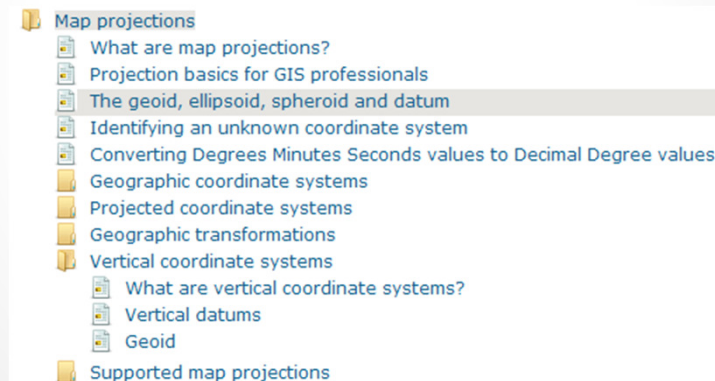 Map projections
What are map projections?
Projection basics for GIS professionals
The geoid, ellipsoid, spheroid and datum
Identifying an unknown coordinate system
Converting Degrees Minutes Seconds values to Decimal Degree values
Geographic coordinate systems
Projected coordinate systems
Geographic transformations
Vertical coordinate systems
What are vertical coordinate systems?
Vertical datums
Geoid
Supported map projections